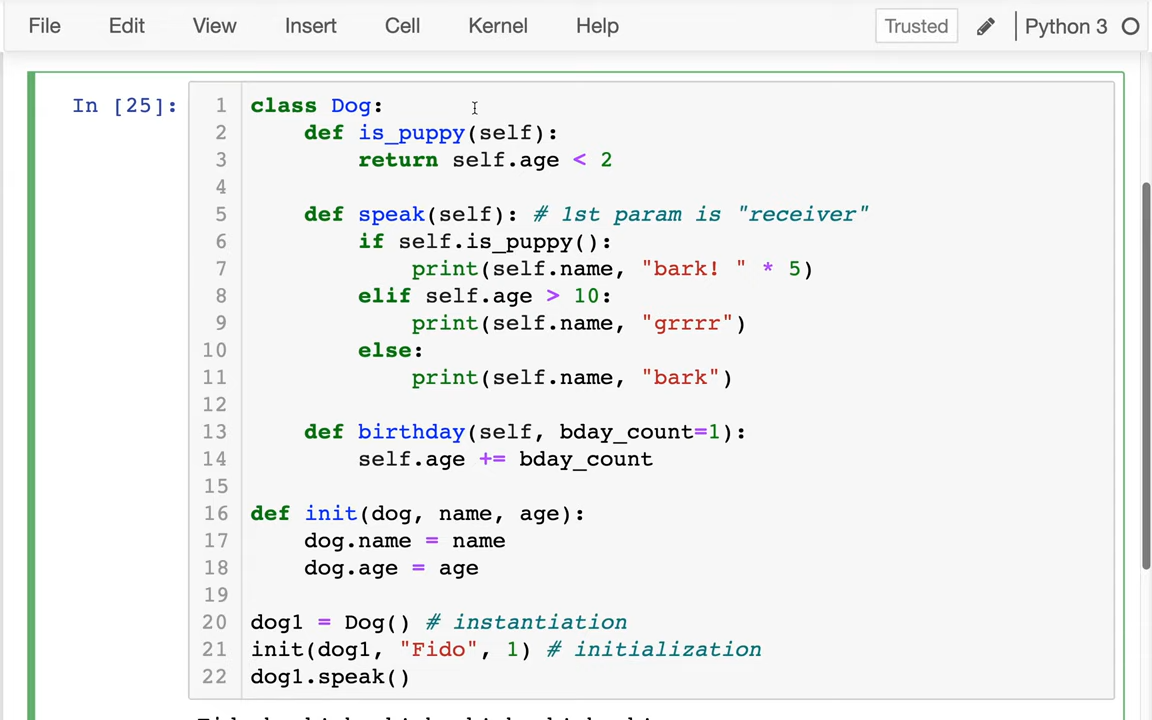 File Edit View Insert Cell Kernel Help Trusted Python 3
In [25]:
1 class Dog:
2     def is_puppy(self):
3         return self.age < 2
4
5     def speak(self): # 1st param is "receiver"
6         if self.is_puppy():
7             print(self.name, "bark! " * 5)
8         elif self.age > 10:
9             print(self.name, "grrrr")
10         else:
11             print(self.name, "bark")
12
13     def birthday(self, bday_count=1):
14         self.age += bday_count
15
16 def init(dog, name, age):
17     dog.name = name
18     dog.age = age
19
20 dog1 = Dog() # instantiation
21 init(dog1, "Fido", 1) # initialization
22 dog1.speak()